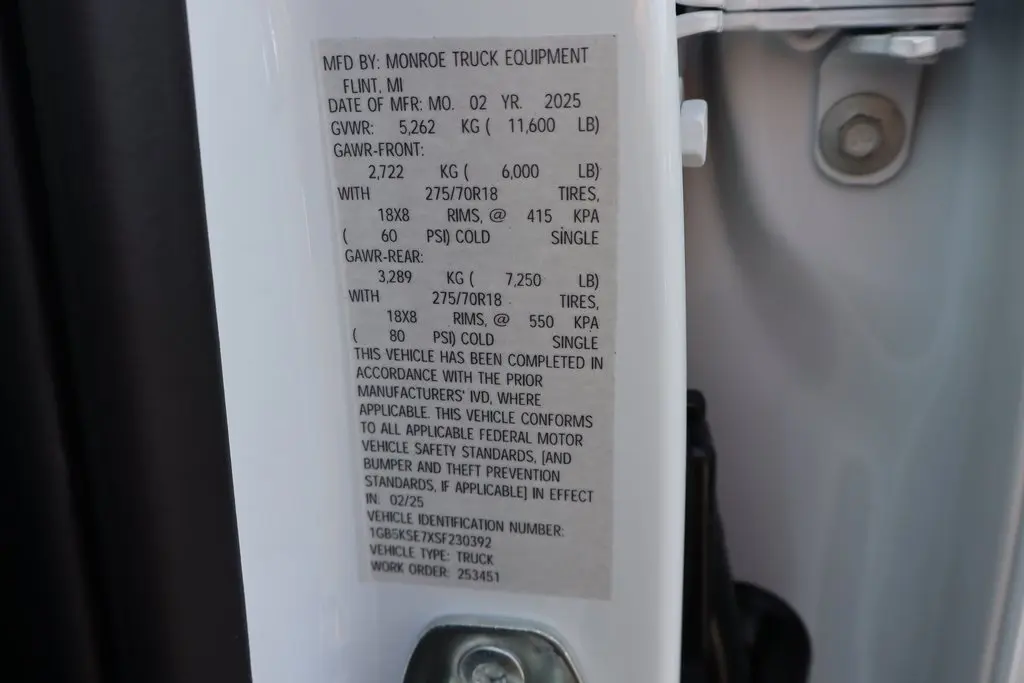 MFD BY: MONROE TRUCK EQUIPMENT
FLINT, MI
DATE OF MFR: MO. 02 YR. 2025
GVWR: 5,262 KG ( 11,600 LB)
GAWR-FRONT:
2,722 KG ( 6,000 LB)
WITH 275/70R18 TIRES,
18X8 RIMS, @ 415 KPA
( 60 PSI) COLD SINGLE
GAWR-REAR:
3,289 KG ( 7,250 LB)
WITH 275/70R18 TIRES,
18X8 RIMS, @ 550 KPA
( 80 PSI) COLD SINGLE
THIS VEHICLE HAS BEEN COMPLETED IN
ACCORDANCE WITH THE PRIOR
MANUFACTURERS' IVD, WHERE
APPLICABLE. THIS VEHICLE CONFORMS
TO ALL APPLICABLE FEDERAL MOTOR
VEHICLE SAFETY STANDARDS, [AND
BUMPER AND THEFT PREVENTION
STANDARDS, IF APPLICABLE] IN EFFECT
IN: 02/25
VEHICLE IDENTIFICATION NUMBER:
1GB5KSE7XSF230392
VEHICLE TYPE: TRUCK
WORK ORDER: 253451